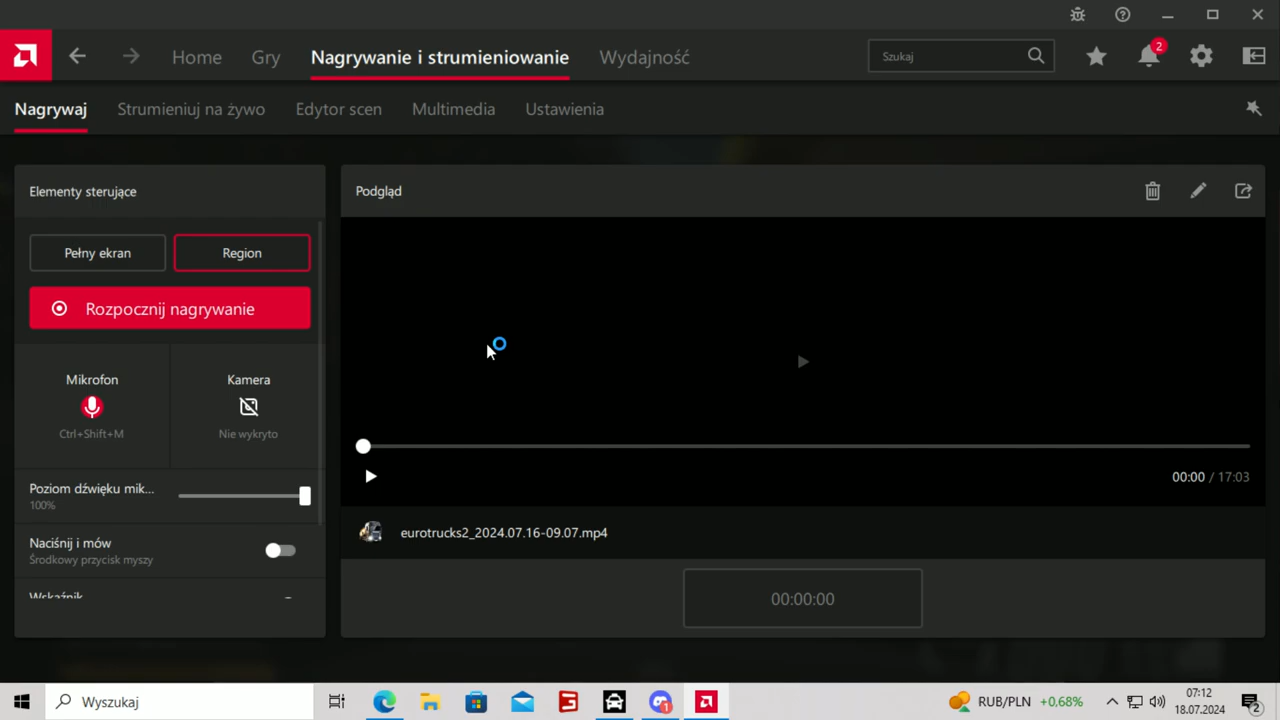 Home
Gry
Nagrywanie i strumieniowanie
Wydajność
Szukaj
2
Nagrywaj
Strumieniuj na żywo
Edytor scen
Multimedia
Ustawienia
Elementy sterujące
Pełny ekran
Region
Rozpocznij nagrywanie
Mikrofon
Ctrl+Shift+M
Kamera
Nie wykryto
Poziom dźwięku mik...
100%
Naciśnij i mów
Środkowy przycisk myszy
Wskaźnik
Podgląd
00:00 / 17:03
eurotrucks2_2024.07.16-09.07.mp4
00:00:00
Wyszukaj
1
RUB/PLN +0,68%
07:12
18.07.2024
2